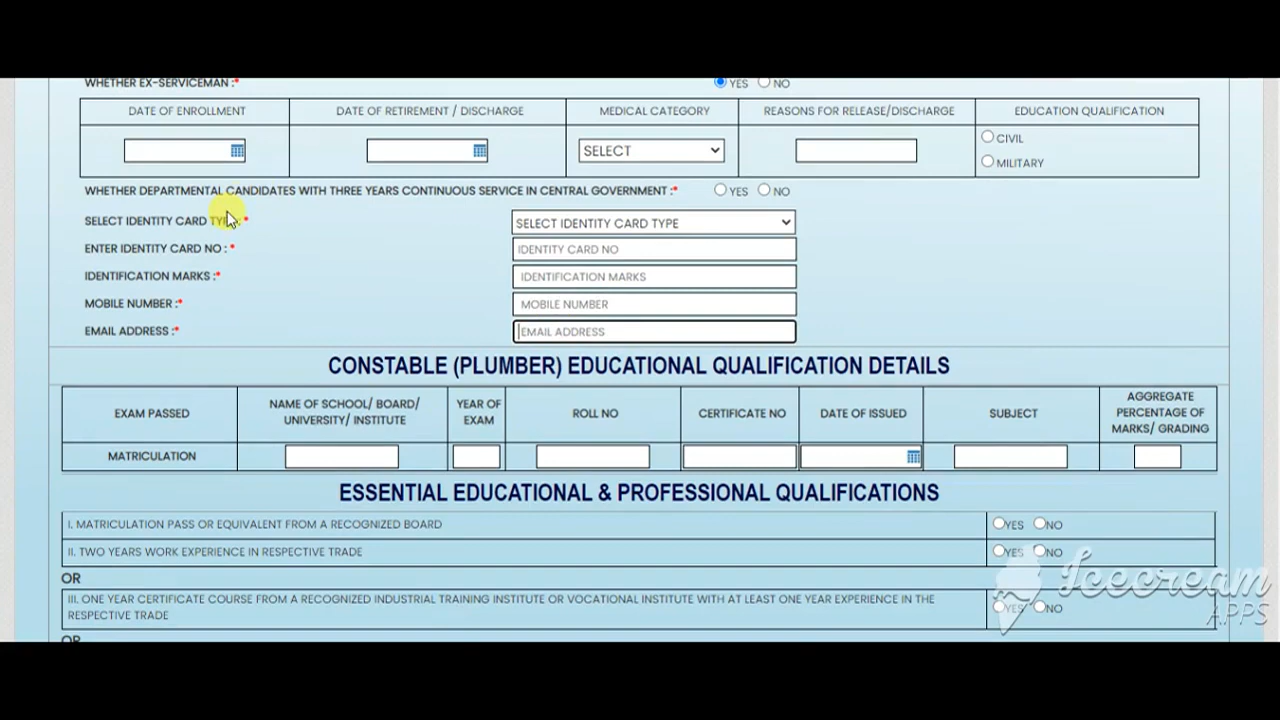 WHETHER EX-SERVICEMAN :* YES NO
DATE OF ENROLLMENT DATE OF RETIREMENT / DISCHARGE MEDICAL CATEGORY REASONS FOR RELEASE/DISCHARGE EDUCATION QUALIFICATION
SELECT
CIVIL
MILITARY
WHETHER DEPARTMENTAL CANDIDATES WITH THREE YEARS CONTINUOUS SERVICE IN CENTRAL GOVERNMENT :* YES NO
SELECT IDENTITY CARD TYPE : * SELECT IDENTITY CARD TYPE
ENTER IDENTITY CARD NO : * IDENTITY CARD NO
IDENTIFICATION MARKS :* IDENTIFICATION MARKS
MOBILE NUMBER :* MOBILE NUMBER
EMAIL ADDRESS :* EMAIL ADDRESS
CONSTABLE (PLUMBER) EDUCATIONAL QUALIFICATION DETAILS
EXAM PASSED NAME OF SCHOOL/ BOARD/ UNIVERSITY/ INSTITUTE YEAR OF EXAM ROLL NO CERTIFICATE NO DATE OF ISSUED SUBJECT AGGREGATE PERCENTAGE OF MARKS/ GRADING
MATRICULATION
ESSENTIAL EDUCATIONAL & PROFESSIONAL QUALIFICATIONS
I. MATRICULATION PASS OR EQUIVALENT FROM A RECOGNIZED BOARD YES NO
II. TWO YEARS WORK EXPERIENCE IN RESPECTIVE TRADE YES NO
OR
III. ONE YEAR CERTIFICATE COURSE FROM A RECOGNIZED INDUSTRIAL TRAINING INSTITUTE OR VOCATIONAL INSTITUTE WITH AT LEAST ONE YEAR EXPERIENCE IN THE
RESPECTIVE TRADE YES NO
OR
Icecream
APPS